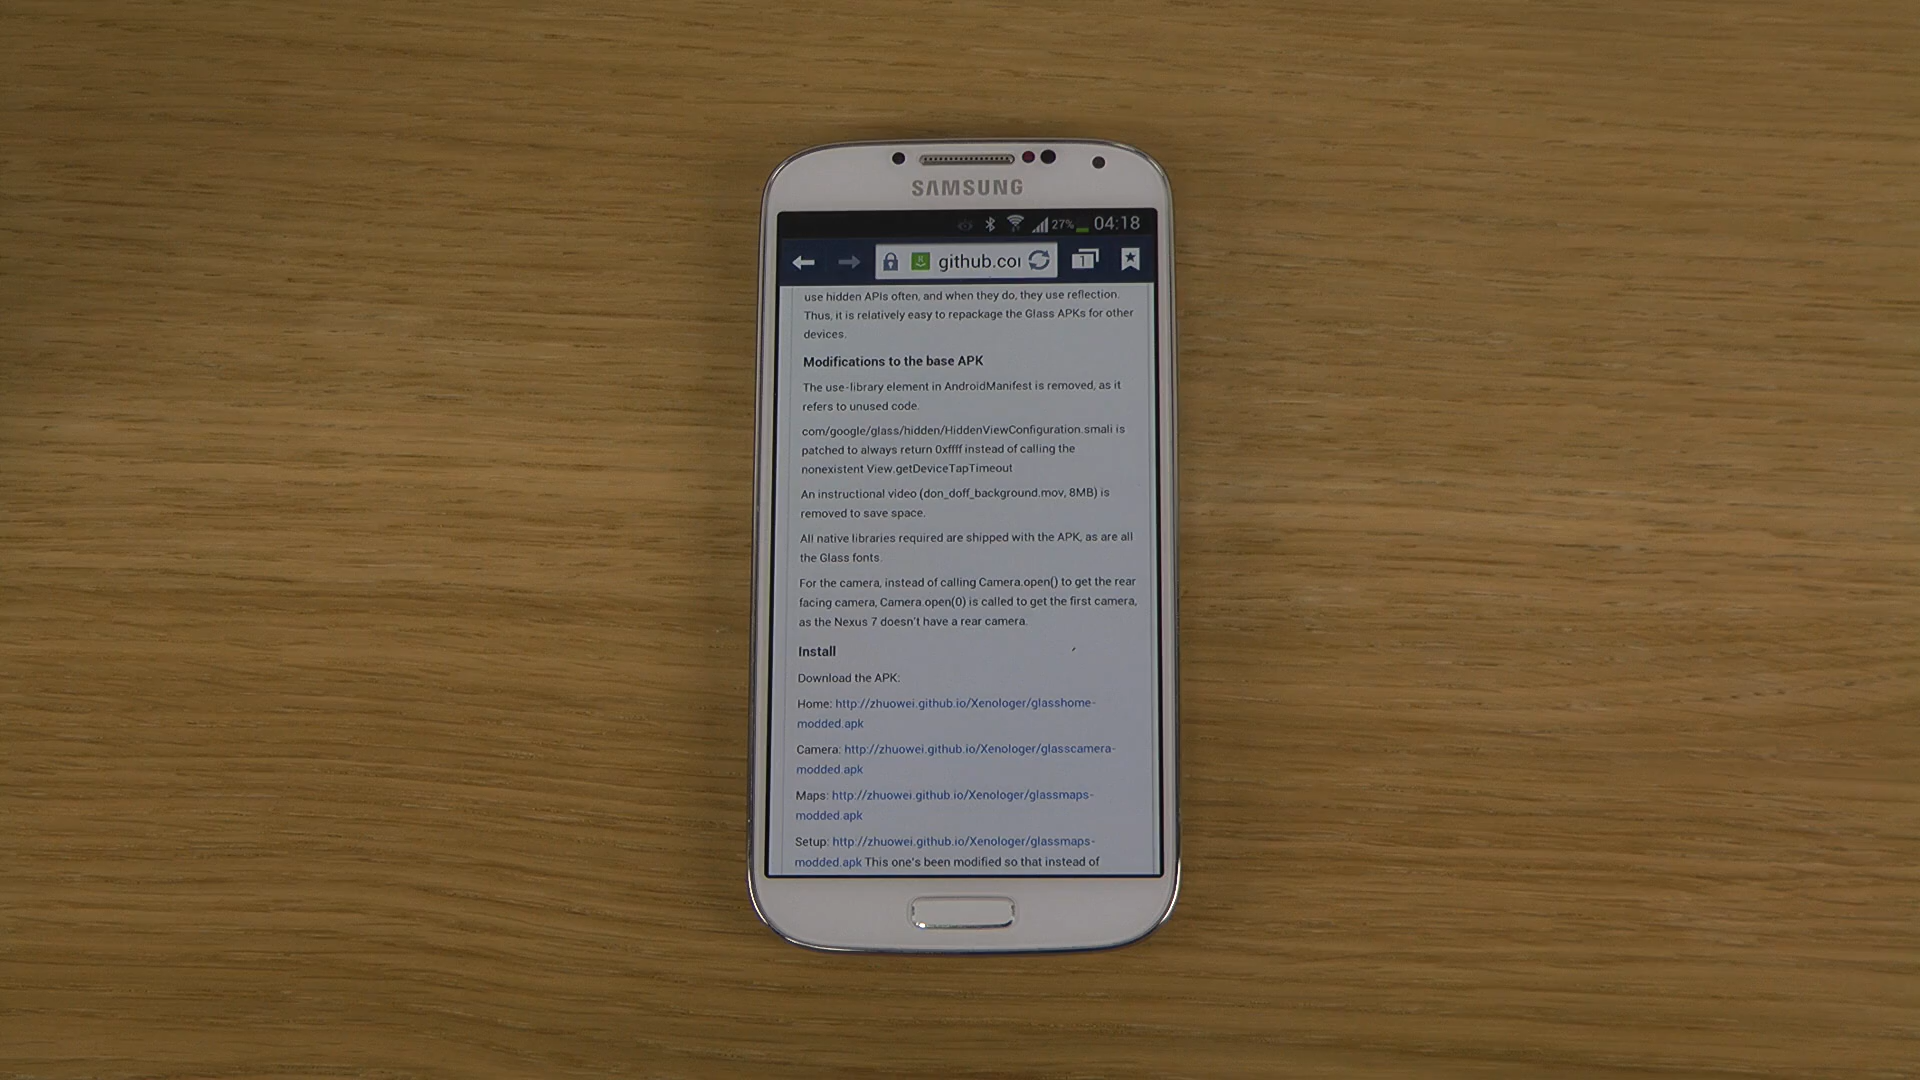 SAMSUNG
27% 04:18
1
github.co
use hidden APIs often, and when they do, they use reflection.
Thus, it is relatively easy to repackage the Glass APKs for other
devices.
Modifications to the base APK
The use-library element in AndroidManifest is removed, as it
refers to unused code.
com/google/glass/hidden/HiddenViewConfiguration.smali is
patched to always return 0xffff instead of calling the
nonexistent View.getDeviceTapTimeout
An instructional video (don_doff_background.mov, 8MB) is
removed to save space.
All native libraries required are shipped with the APK, as are all
the Glass fonts.
For the camera, instead of calling Camera.open() to get the rear
facing camera, Camera.open(0) is called to get the first camera,
as the Nexus 7 doesn't have a rear camera.
Install
Download the APK:
Home: http://zhuowei.github.io/Xenologer/glasshome-
modded.apk
Camera: http://zhuowei.github.io/Xenologer/glasscamera-
modded.apk
Maps: http://zhuowei.github.io/Xenologer/glassmaps-
modded.apk
Setup: http://zhuowei.github.io/Xenologer/glassmaps-
modded.apk This one's been modified so that instead of